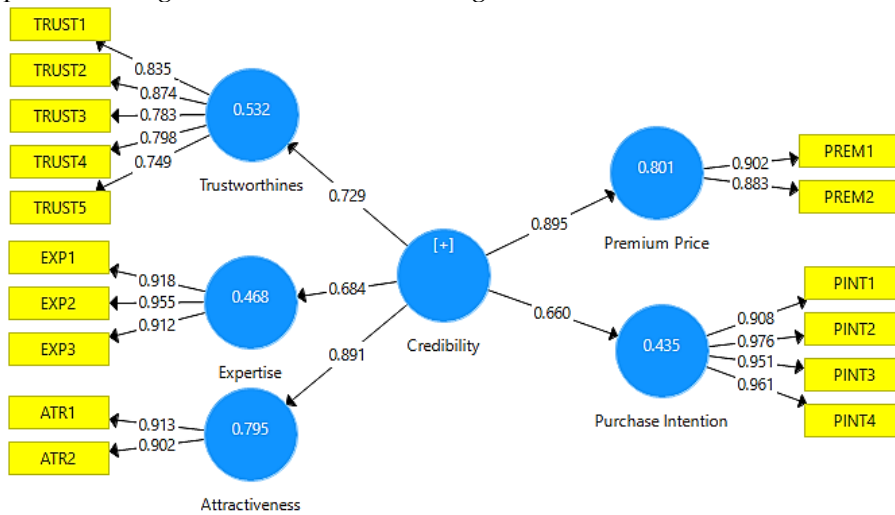 TRUST1
TRUST2
TRUST3
TRUST4
TRUST5
0.835
0.874
0.783
0.798
0.749
0.532
Trustworthines
0.729
EXP1
EXP2
EXP3
0.918
0.955
0.912
0.468
Expertise
0.684
ATR1
ATR2
0.913
0.902
0.795
Attractiveness
0.891
[+]
Credibility
0.895
0.801
Premium Price
0.902
0.883
PREM1
PREM2
0.660
0.435
Purchase Intention
0.908
0.976
0.951
0.961
PINT1
PINT2
PINT3
PINT4